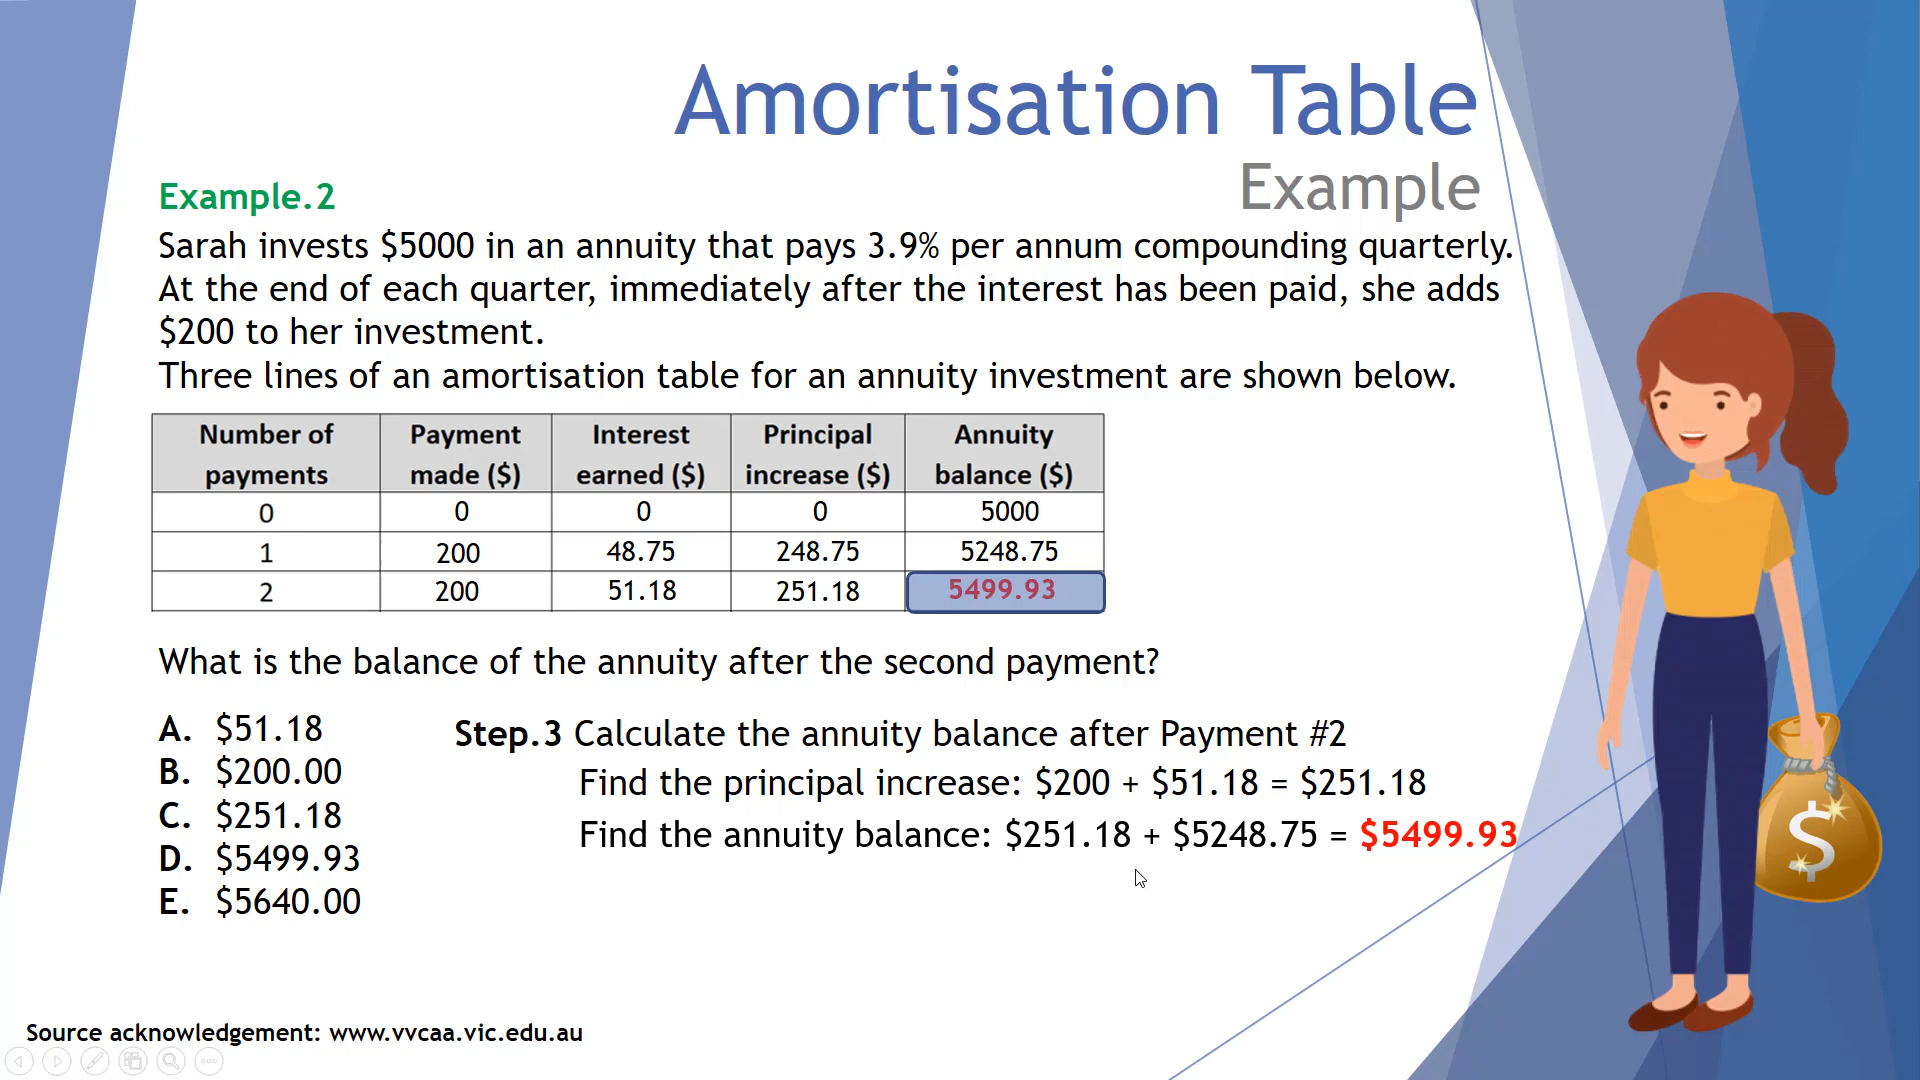 Amortisation Table
Example
Example.2
Sarah invests $5000 in an annuity that pays 3.9% per annum compounding quarterly.
At the end of each quarter, immediately after the interest has been paid, she adds
$200 to her investment.
Three lines of an amortisation table for an annuity investment are shown below.
Number of payments | Payment made ($) | Interest earned ($) | Principal increase ($) | Annuity balance ($)
0 | 0 | 0 | 0 | 5000
1 | 200 | 48.75 | 248.75 | 5248.75
2 | 200 | 51.18 | 251.18 | 5499.93
What is the balance of the annuity after the second payment?
A. $51.18
B. $200.00
C. $251.18
D. $5499.93
E. $5640.00
Step.3 Calculate the annuity balance after Payment #2
Find the principal increase: $200 + $51.18 = $251.18
Find the annuity balance: $251.18 + $5248.75 = $5499.93
$
Source acknowledgement: www.vvcaa.vic.edu.au